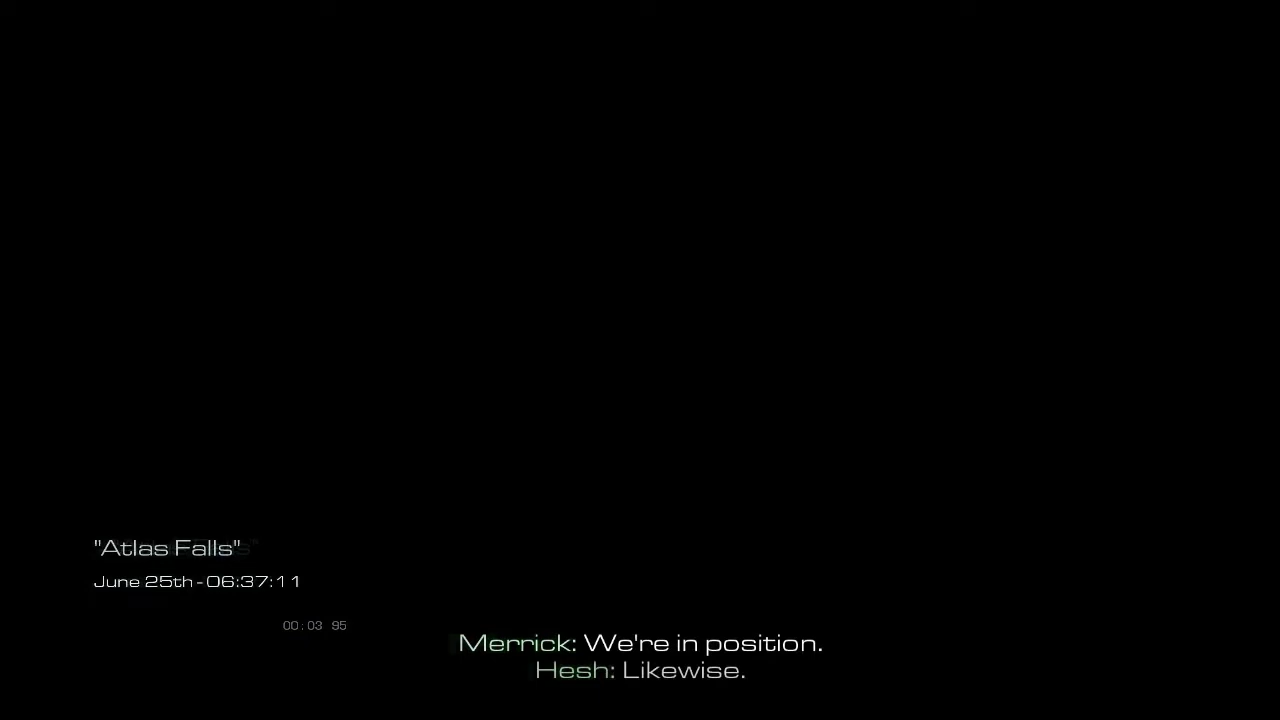 "Atlas Falls"
June 25th - 06:37:11
00:03 95
Merrick: We're in position.
Hesh: Likewise.